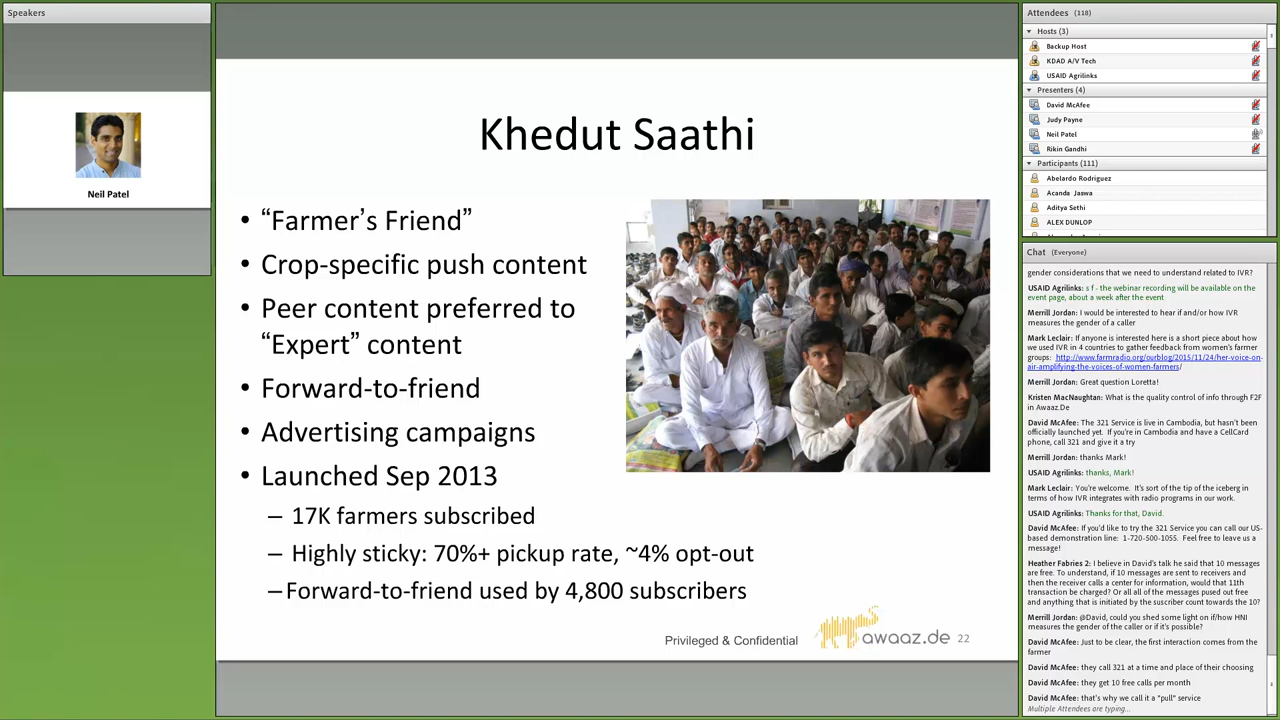 Speakers
Neil Patel
Khedut Saathi
• “Farmer’s Friend”
• Crop-specific push content
• Peer content preferred to
“Expert” content
• Forward-to-friend
• Advertising campaigns
• Launched Sep 2013
– 17K farmers subscribed
– Highly sticky: 70%+ pickup rate, ~4% opt-out
– Forward-to-friend used by 4,800 subscribers
Privileged & Confidential
awaaz.de 22
Attendees (118)
Hosts (3)
Backup Host
KDAD A/V Tech
USAID Agrilinks
Presenters (4)
David McAfee
Judy Payne
Neil Patel
Rikin Gandhi
Participants (111)
Abelardo Rodriguez
Acanda Jaswa
Aditya Sethi
ALEX DUNLOP
Chat (Everyone)
gender considerations that we need to understand related to IVR?
USAID Agrilinks: s f - the webinar recording will be available on the
event page, about a week after the event
Merrill Jordan: I would be interested to hear if and/or how IVR
measures the gender of a caller
Mark Leclair: If anyone is interested here is a short piece about how
we used IVR in 4 countries to gather feedback from women's farmer
groups: http://www.farmradio.org/ourblog/2015/11/24/her-voice-on-
air-amplifying-the-voices-of-women-farmers/
Merrill Jordan: Great question Loretta!
Kristen MacNaughtan: What is the quality control of info through F2F
in Awaaz.De
David McAfee: The 321 Service is live in Cambodia, but hasn't been
officially launched yet. If you're in Cambodia and have a CellCard
phone, call 321 and give it a try
Merrill Jordan: thanks Mark!
USAID Agrilinks: thanks, Mark!
Mark Leclair: You're welcome. It's sort of the tip of the iceberg in
terms of how IVR integrates with radio programs in our work.
USAID Agrilinks: Thanks for that, David.
David McAfee: If you'd like to try the 321 Service you can call our US-
based demonstration line: 1-720-500-1055. Feel free to leave us a
message!
Heather Fabries 2: I believe in David's talk he said that 10 messages
are free. To understand, if 10 messages are sent to receivers and
then the receiver calls a center for information, would that 11th
transaction be charged? Or all all of the messages pused out free
and anything that is initiated by the suscriber count towards the 10?
Merrill Jordan: @David, could you shed some light on if/how HNI
measures the gender of the caller or if it's possible?
David McAfee: Just to be clear, the first interaction comes from the
farmer
David McAfee: they call 321 at a time and place of their choosing
David McAfee: they get 10 free calls per month
David McAfee: that's why we call it a "pull" service
Multiple Attendees are typing...